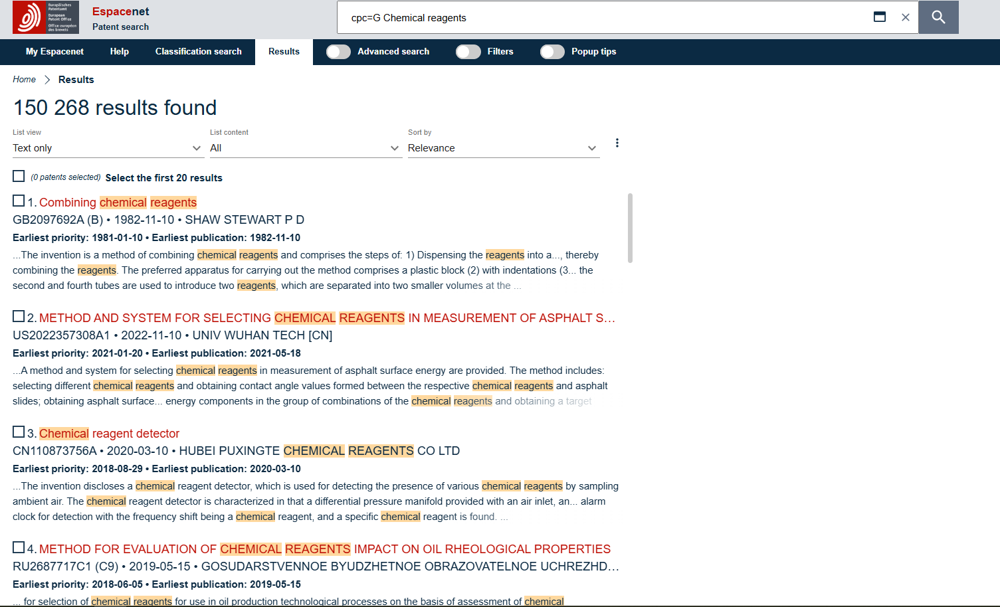 Europäisches
Patentamt
European
Patent Office
Office européen
des brevets
Espacenet
Patent search
cpc=G Chemical reagents
My Espacenet Help Classification search Results Advanced search Filters Popup tips
Home Results
150 268 results found
List view List content Sort by
Text only All Relevance
(0 patents selected) Select the first 20 results
1. Combining chemical reagents
GB2097692A (B) • 1982-11-10 • SHAW STEWART P D
Earliest priority: 1981-01-10 • Earliest publication: 1982-11-10
...The invention is a method of combining chemical reagents and comprises the steps of: 1) Dispensing the reagents into a..., thereby
combining the reagents. The preferred apparatus for carrying out the method comprises a plastic block (2) with indentations (3... the
second and fourth tubes are used to introduce two reagents, which are separated into two smaller volumes at the ...
2. METHOD AND SYSTEM FOR SELECTING CHEMICAL REAGENTS IN MEASUREMENT OF ASPHALT S...
US2022357308A1 • 2022-11-10 • UNIV WUHAN TECH [CN]
Earliest priority: 2021-01-20 • Earliest publication: 2021-05-18
...A method and system for selecting chemical reagents in measurement of asphalt surface energy are provided. The method includes:
selecting different chemical reagents and obtaining contact angle values formed between the respective chemical reagents and asphalt
slides; obtaining asphalt surface... energy components in the group of combinations of the chemical reagents and obtaining a target
3. Chemical reagent detector
CN110873756A • 2020-03-10 • HUBEI PUXINGTE CHEMICAL REAGENTS CO LTD
Earliest priority: 2018-08-29 • Earliest publication: 2020-03-10
...The invention discloses a chemical reagent detector, which is used for detecting the presence of various chemical reagents by sampling
ambient air. The chemical reagent detector is characterized in that a differential pressure manifold provided with an air inlet, an... alarm
clock for detection with the frequency shift being a chemical reagent, and a specific chemical reagent is found. ...
4. METHOD FOR EVALUATION OF CHEMICAL REAGENTS IMPACT ON OIL RHEOLOGICAL PROPERTIES
RU2687717C1 (C9) • 2019-05-15 • GOSUDARSTVENNOE BYUDZHETNOE OBRAZOVATELNOE UCHREZHD...
Earliest priority: 2018-06-05 • Earliest publication: 2019-05-15
... for selection of chemical reagents for use in oil production technological processes on the basis of assessment of chemical